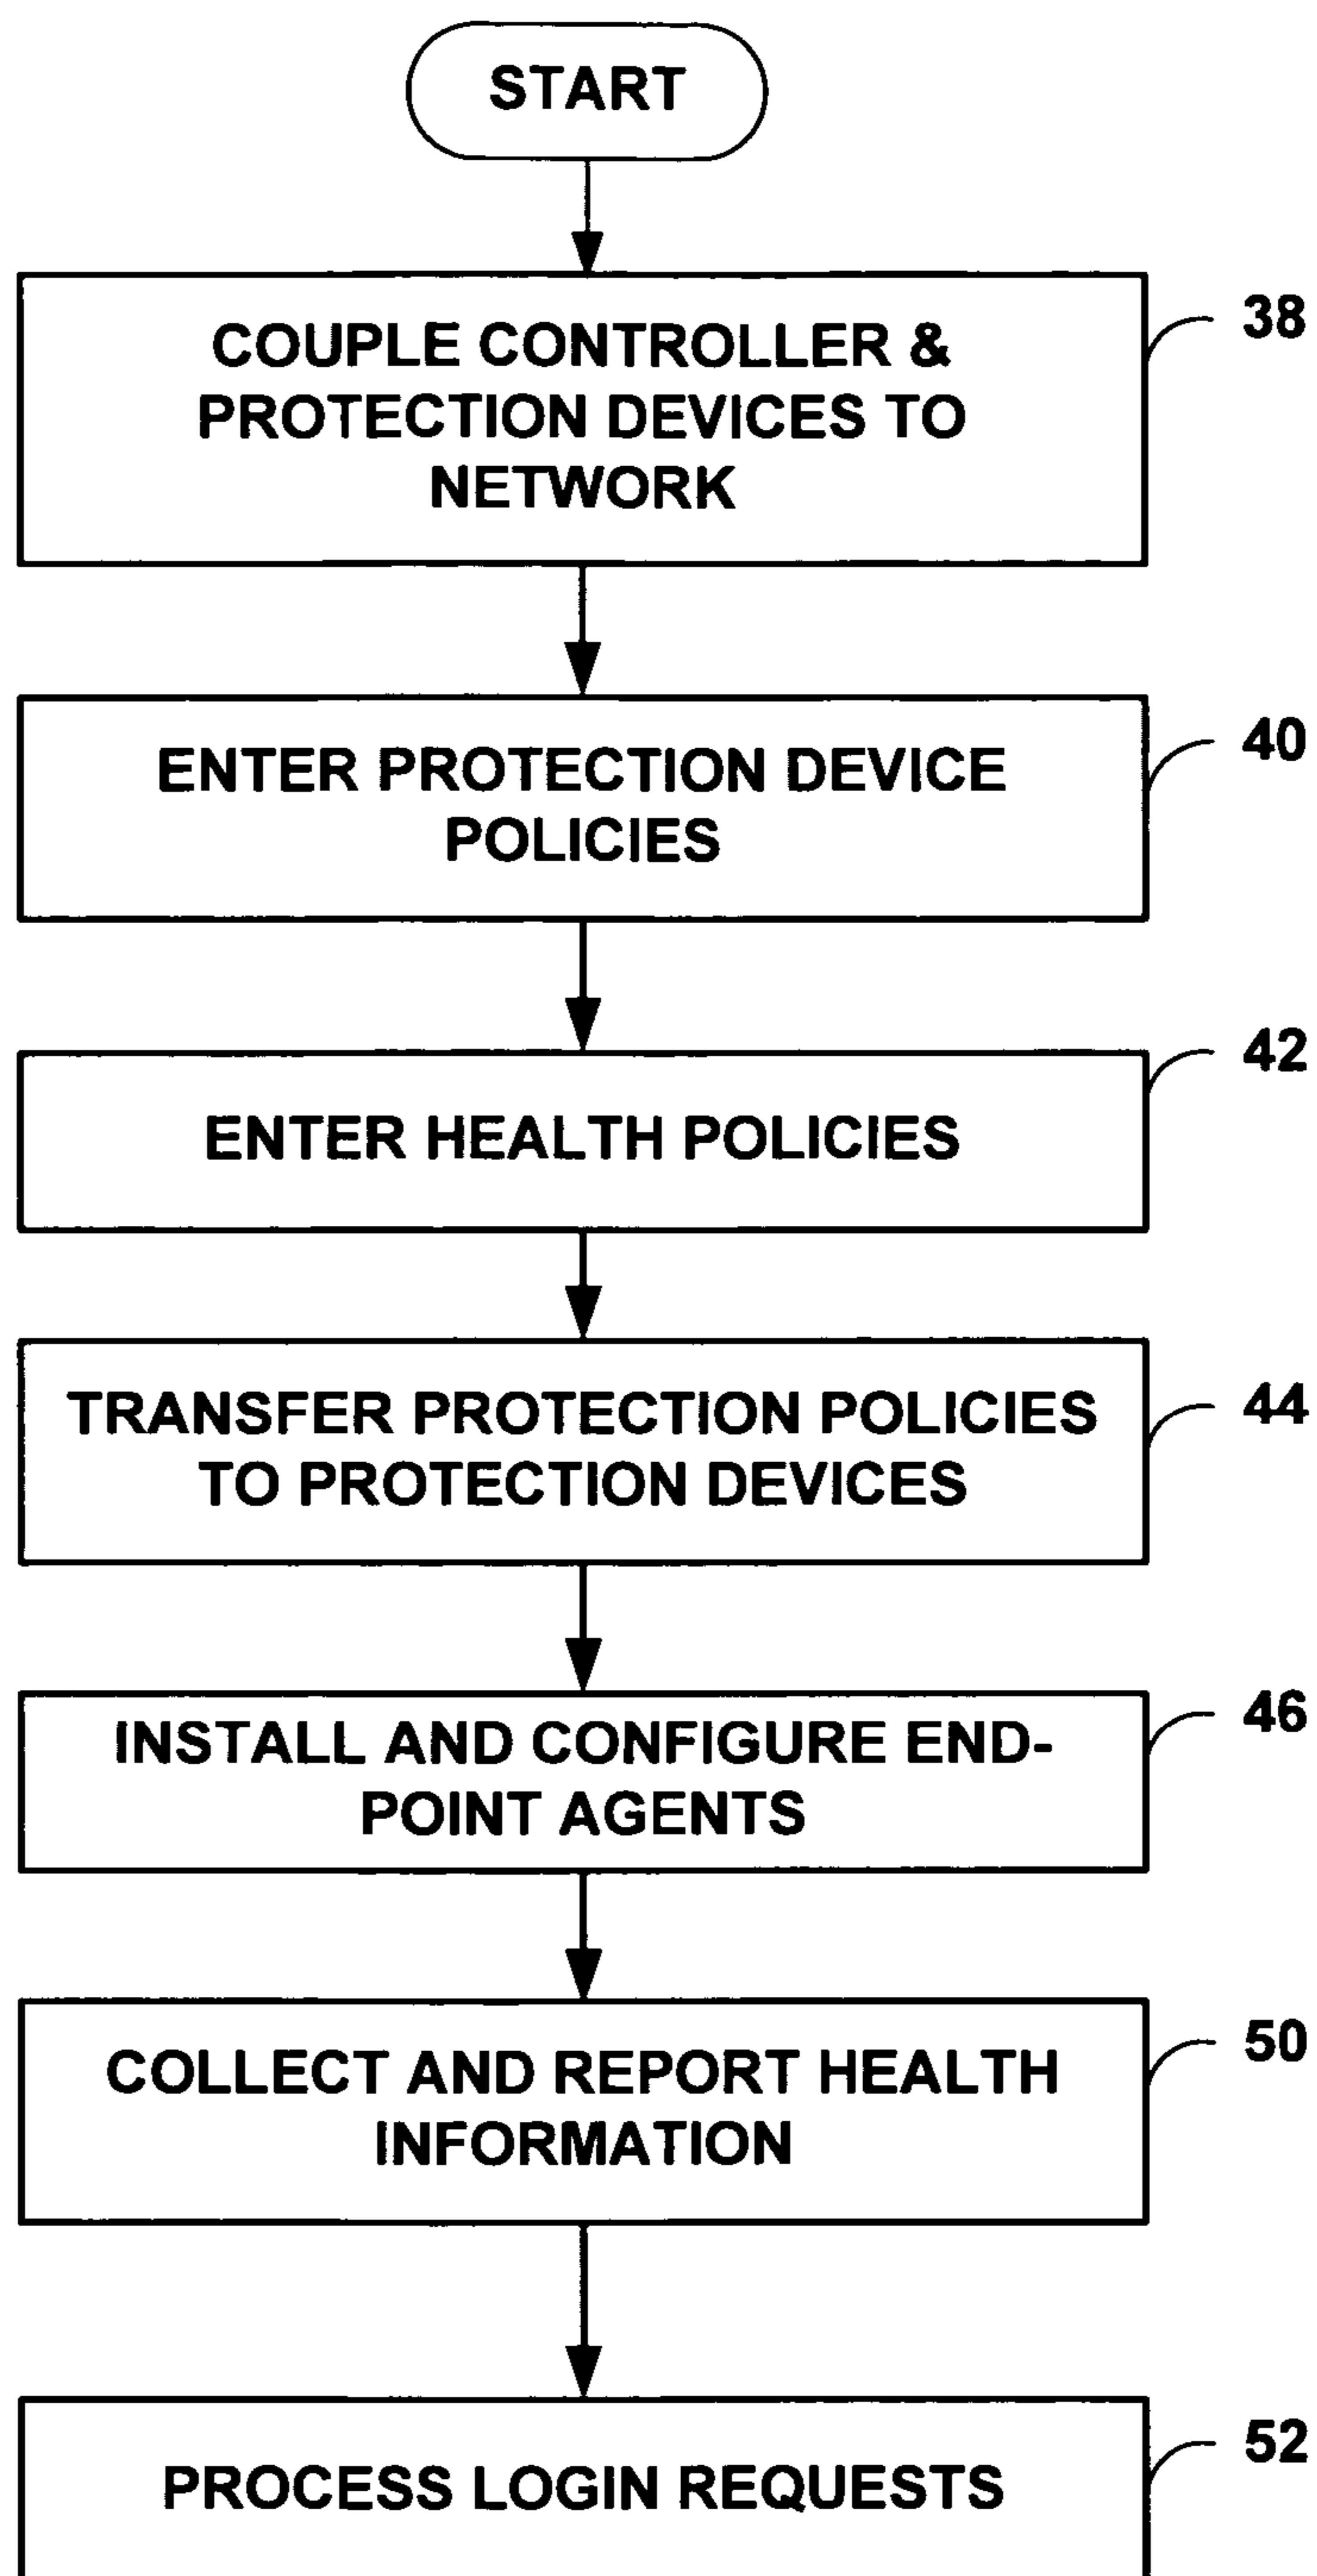 START
COUPLE CONTROLLER &
PROTECTION DEVICES TO
NETWORK
38
ENTER PROTECTION DEVICE
POLICIES
40
ENTER HEALTH POLICIES
42
TRANSFER PROTECTION POLICIES
TO PROTECTION DEVICES
44
INSTALL AND CONFIGURE END-
POINT AGENTS
46
COLLECT AND REPORT HEALTH
INFORMATION
50
PROCESS LOGIN REQUESTS
52